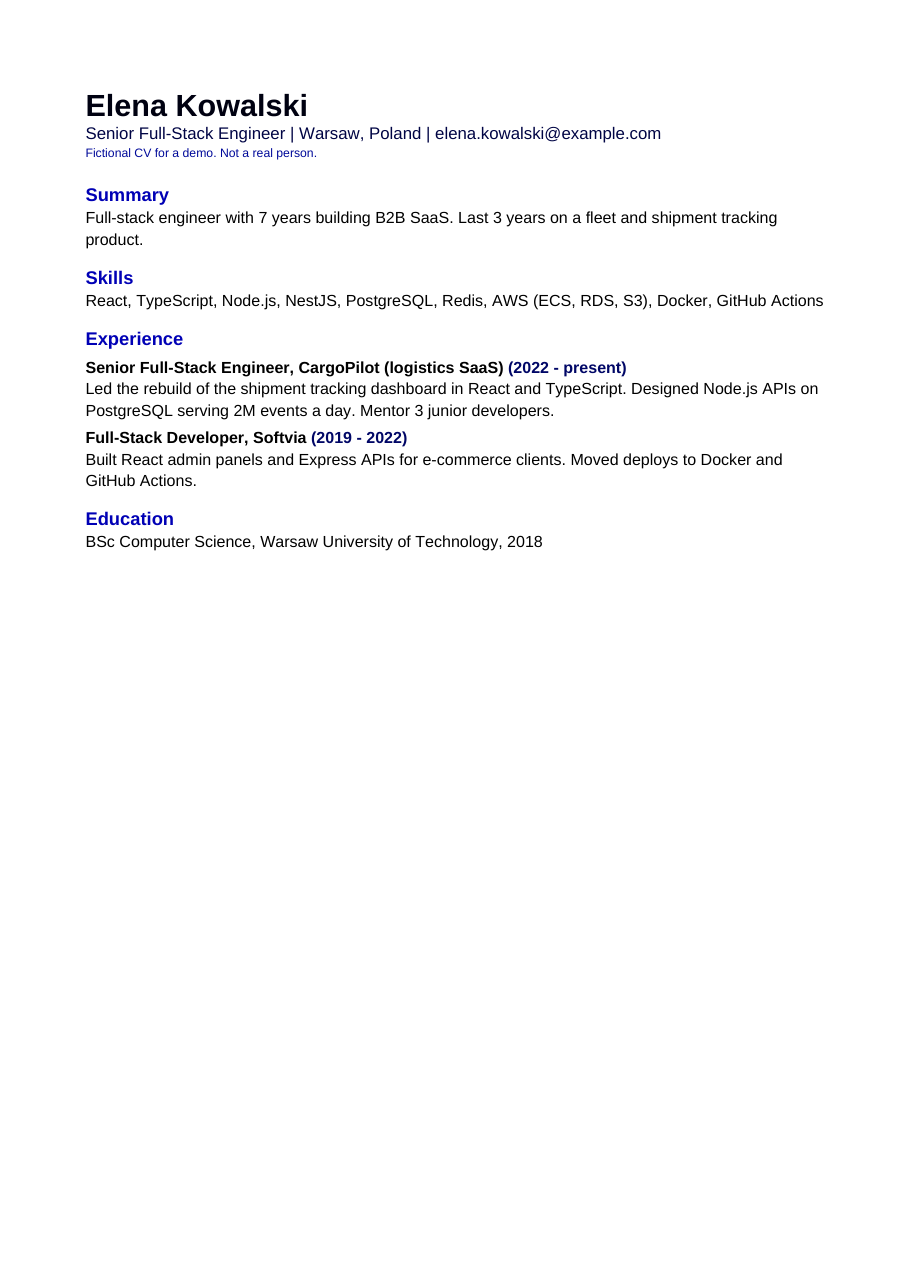 Elena Kowalski
Senior Full-Stack Engineer | Warsaw, Poland | elena.kowalski@example.com
Fictional CV for a demo. Not a real person.
Summary
Full-stack engineer with 7 years building B2B SaaS. Last 3 years on a fleet and shipment tracking
product.
Skills
React, TypeScript, Node.js, NestJS, PostgreSQL, Redis, AWS (ECS, RDS, S3), Docker, GitHub Actions
Experience
Senior Full-Stack Engineer, CargoPilot (logistics SaaS) (2022 - present)
Led the rebuild of the shipment tracking dashboard in React and TypeScript. Designed Node.js APIs on
PostgreSQL serving 2M events a day. Mentor 3 junior developers.
Full-Stack Developer, Softvia (2019 - 2022)
Built React admin panels and Express APIs for e-commerce clients. Moved deploys to Docker and
GitHub Actions.
Education
BSc Computer Science, Warsaw University of Technology, 2018